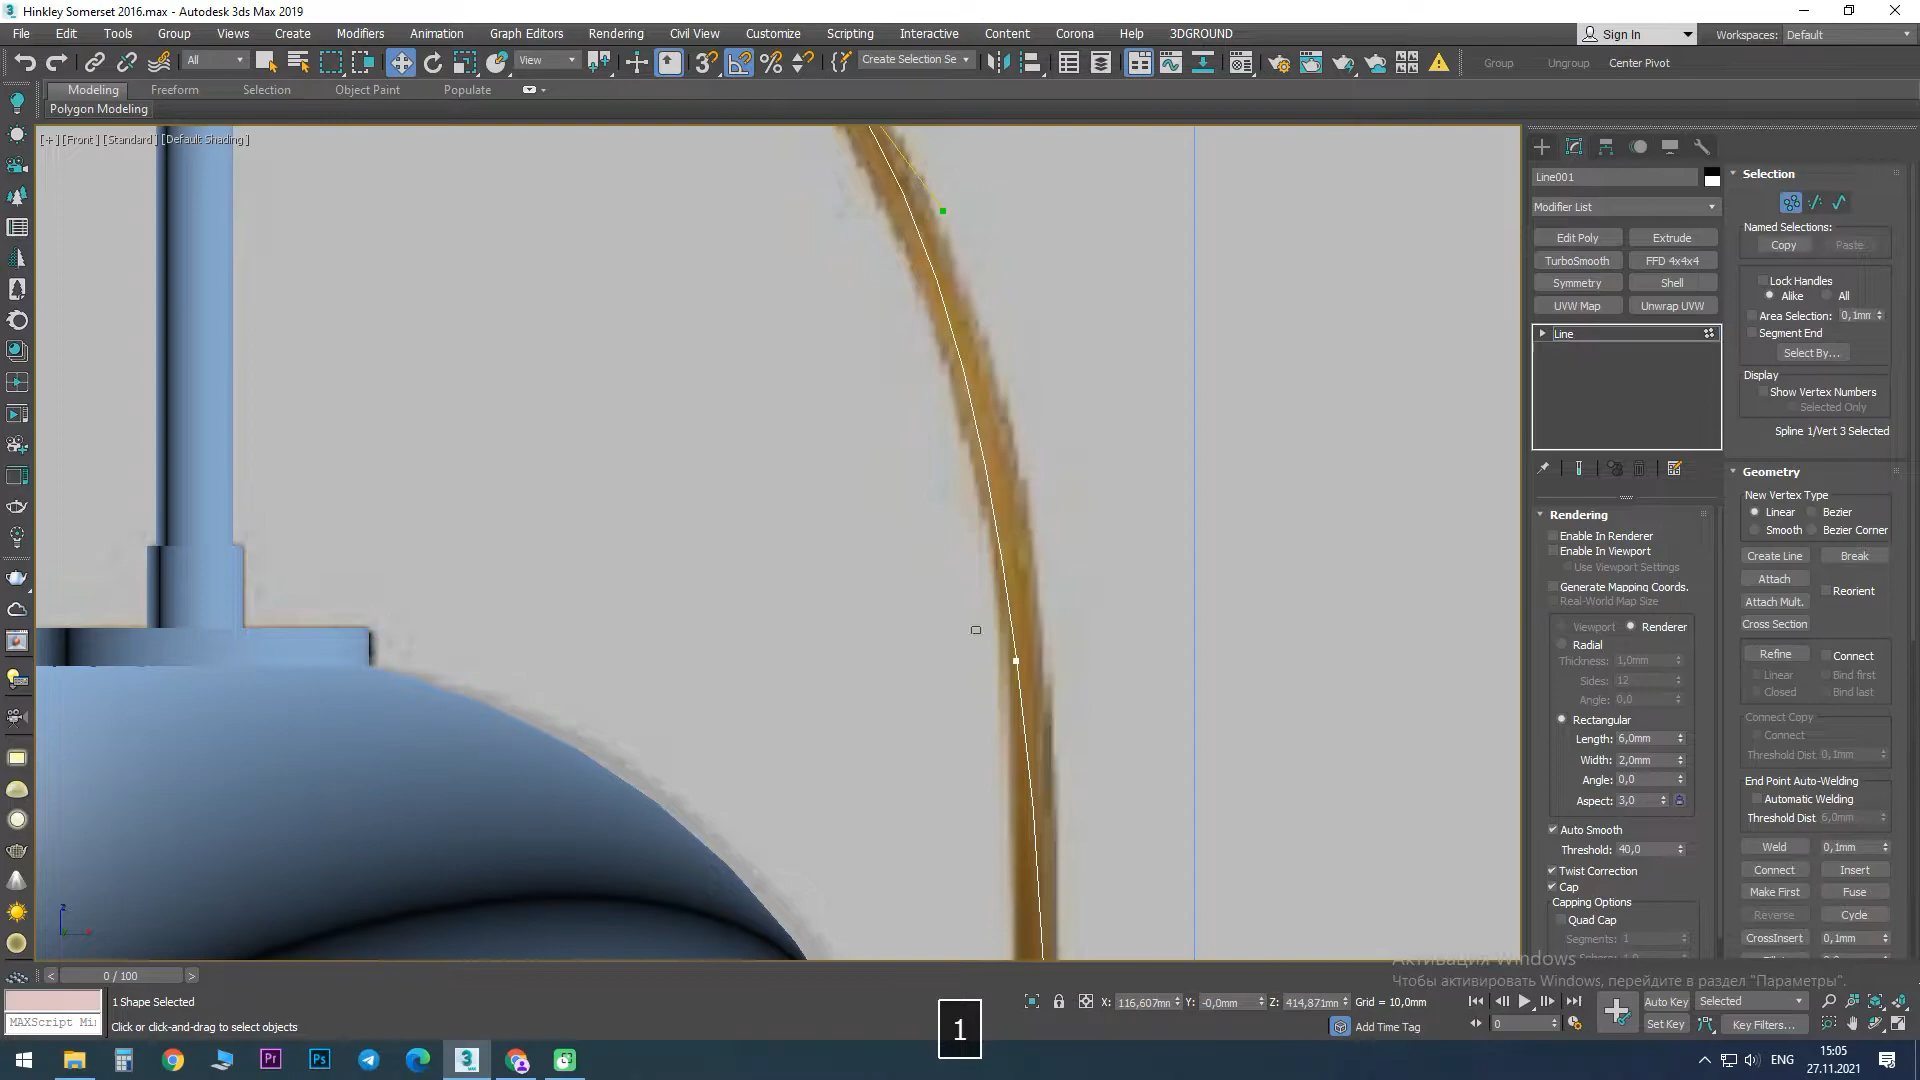 Hinkley Somerset 2016.max - Autodesk 3ds Max 2019
File Edit Tools Group Views Create Modifiers Animation Graph Editors Rendering Civil View Customize Scripting Interactive Content Corona Help 3DGROUND
Sign In Workspaces: Default
All View Create Selection Se Group Ungroup Center Pivot
Modeling Freeform Selection Object Paint Populate
Polygon Modeling
[+] [Front] [Standard] [Default Shading]
Line001
Modifier List
Edit Poly Extrude
TurboSmooth FFD 4x4x4
Symmetry Shell
UVW Map Unwrap UVW
Line
Rendering
Enable In Renderer
Enable In Viewport
Use Viewport Settings
Generate Mapping Coords.
Real-World Map Size
Viewport Renderer
Radial
Thickness: 1,0mm
Sides: 12
Angle: 0,0
Rectangular
Length: 6,0mm
Width: 2,0mm
Angle: 0,0
Aspect: 3,0
Auto Smooth
Threshold: 40,0
Twist Correction
Cap
Capping Options
Quad Cap
Segments: 1
Selection
Named Selections:
Copy Paste
Lock Handles
Alike All
Area Selection: 0,1mm
Segment End
Select By...
Display
Show Vertex Numbers
Selected Only
Spline 1/Vert 3 Selected
Geometry
New Vertex Type
Linear Bezier
Smooth Bezier Corner
Create Line Break
Attach
Reorient
Attach Mult.
Cross Section
Refine Connect
Linear Bind first
Closed Bind last
Connect Copy
Connect
Threshold Dist 0,1mm
End Point Auto-Welding
Automatic Welding
Threshold Dist 6,0mm
Weld 0,1mm
Connect Insert
Make First Fuse
Reverse Cycle
CrossInsert 0,1mm
Активация Windows
Чтобы активировать Windows, перейдите в раздел "Параметры".
< 0 / 100 >
1 Shape Selected
Click or click-and-drag to select objects
MAXScript Mi
1
X: 116,607mm Y: -0,0mm Z: 414,871mm Grid = 10,0mm
Add Time Tag
0
Auto Key Selected
Set Key Key Filters...
Pr Ps 3
ENG 15:05
27.11.2021